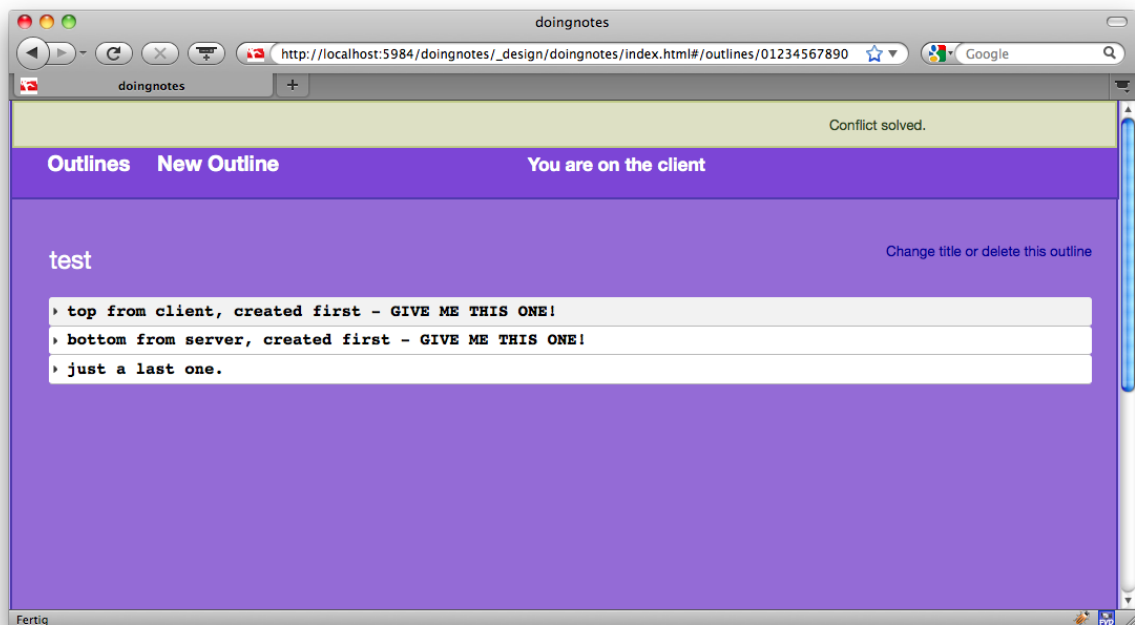 doingnotes
http://localhost:5984/doingnotes/_design/doingnotes/index.html#/outlines/01234567890
Google
doingnotes
Conflict solved.
Outlines New Outline You are on the client
test
Change title or delete this outline
top from client, created first - GIVE ME THIS ONE!
bottom from server, created first - GIVE ME THIS ONE!
just a last one.
Fertig